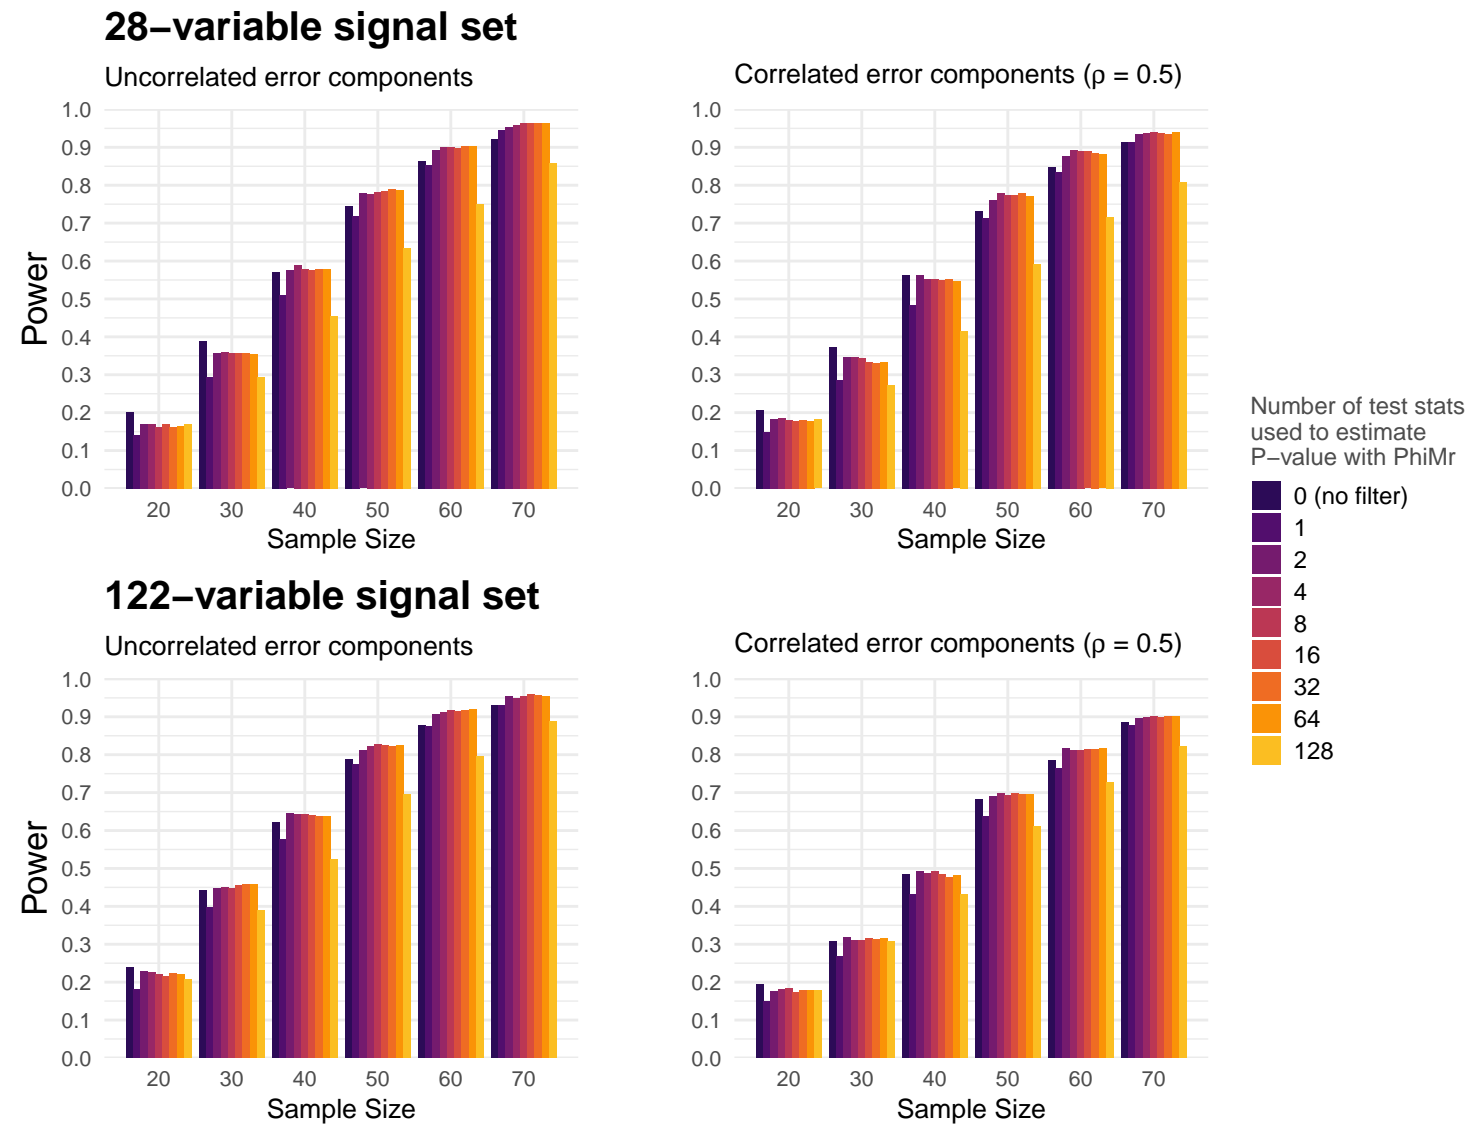 28−variable signal set
Uncorrelated error components
Correlated error components (ρ = 0.5)
Power
1.0
0.9
0.8
0.7
0.6
0.5
0.4
0.3
0.2
0.1
0.0
20 30 40 50 60 70
Sample Size
1.0
0.9
0.8
0.7
0.6
0.5
0.4
0.3
0.2
0.1
0.0
20 30 40 50 60 70
Sample Size
122−variable signal set
Uncorrelated error components
Correlated error components (ρ = 0.5)
Power
1.0
0.9
0.8
0.7
0.6
0.5
0.4
0.3
0.2
0.1
0.0
20 30 40 50 60 70
Sample Size
1.0
0.9
0.8
0.7
0.6
0.5
0.4
0.3
0.2
0.1
0.0
20 30 40 50 60 70
Sample Size
Number of test stats
used to estimate
P−value with PhiMr
0 (no filter)
1
2
4
8
16
32
64
128